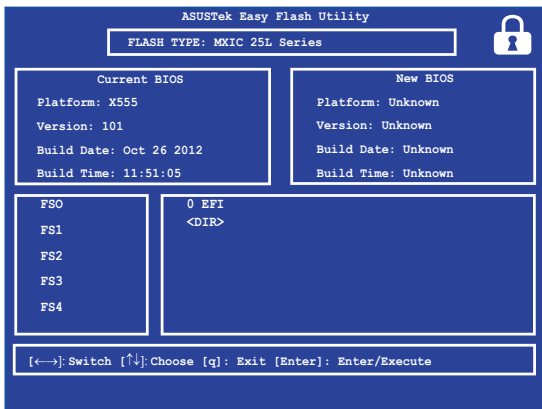 ASUSTek Easy Flash Utility
FLASH TYPE: MXIC 25L Series
Current BIOS
Platform: X555
Version: 101
Build Date: Oct 26 2012
Build Time: 11:51:05
New BIOS
Platform: Unknown
Version: Unknown
Build Date: Unknown
Build Time: Unknown
FSO
FS1
FS2
FS3
FS4
0 EFI
<DIR>
[←→]: Switch [↑↓]: Choose [q]: Exit [Enter]: Enter/Execute